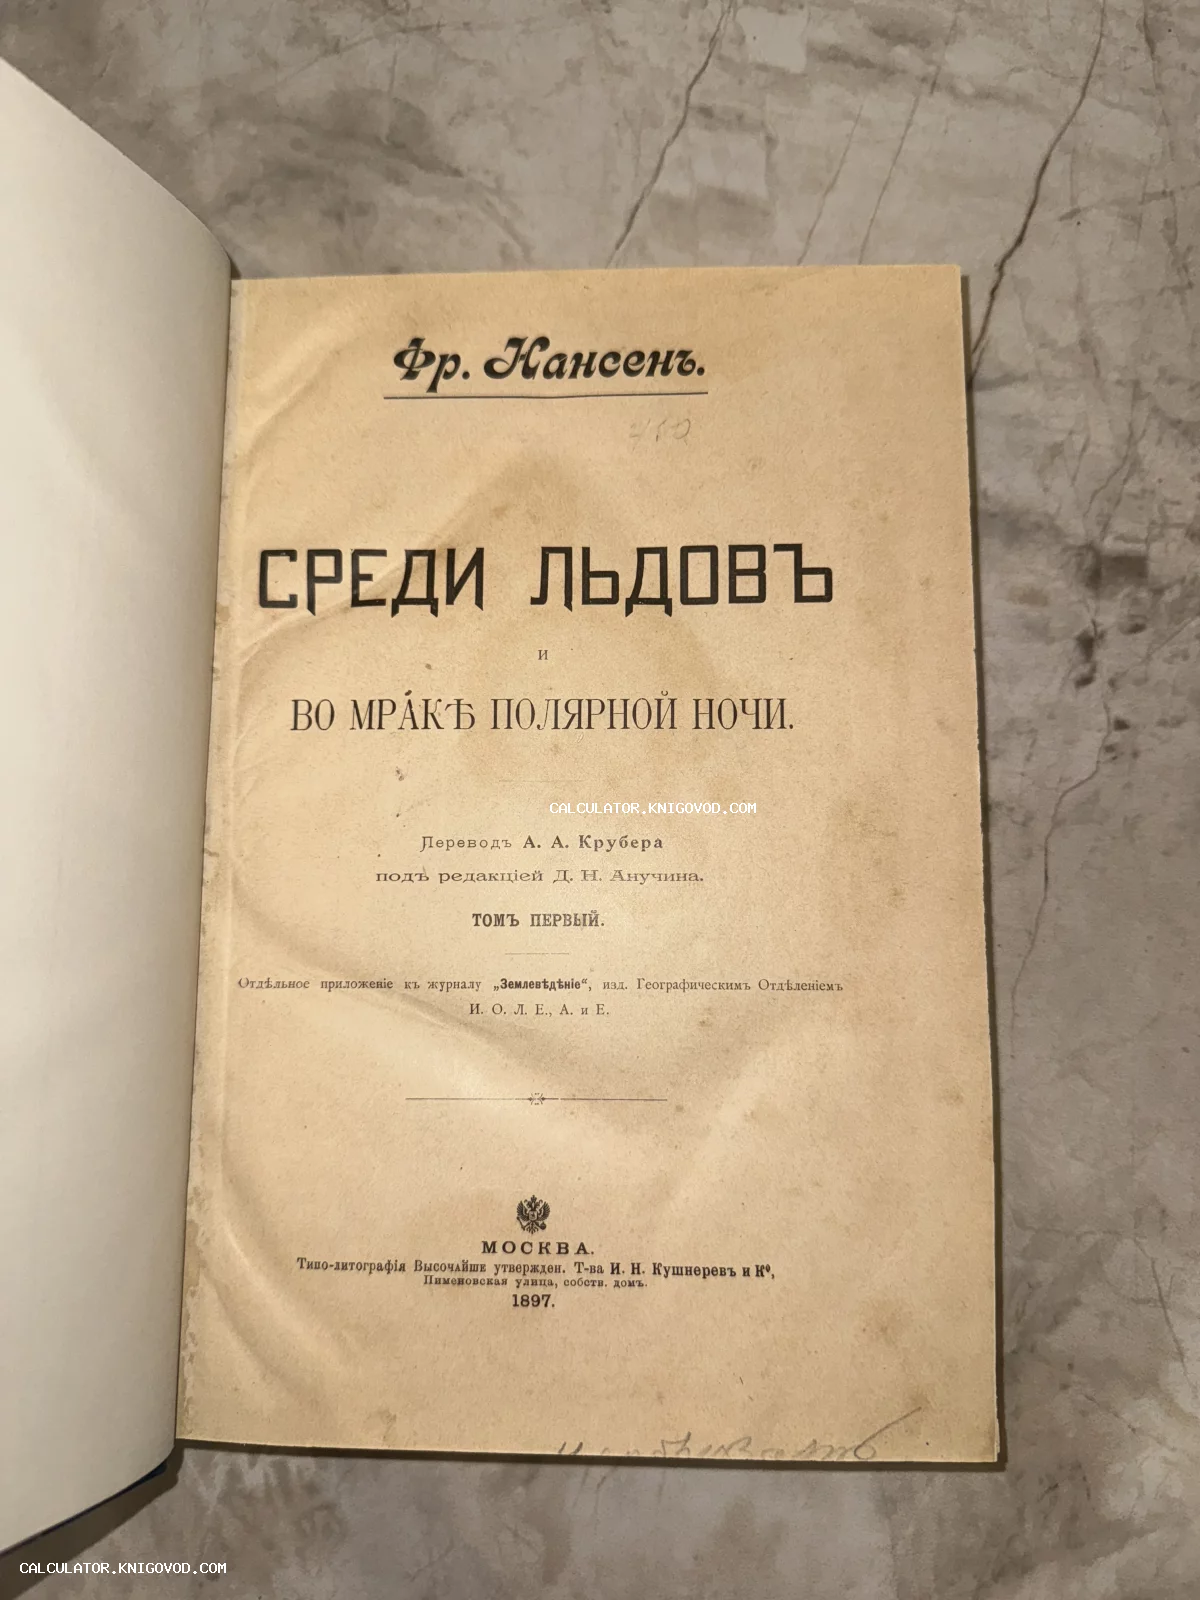 Фр. Нансенъ.
СРЕДИ ЛЬДОВЪ
И
ВО МРА́КѢ ПОЛЯРНОЙ НОЧИ.
CALCULATOR.KNIGOVOD.COM
Переводъ А. А. Крубера
подъ редакціей Д. Н. Анучина.
ТОМЪ ПЕРВЫЙ.
Отдѣльное приложеніе къ журналу „Землевѣдѣніе“, изд. Географическимъ Отдѣленіемъ
И. О. Л. Е., А. и Е.
МОСКВА.
Типо-литографія Высочайше утвержден. Т-ва И. Н. Кушнеревъ и Кº,
Пименовская улица, собств. домъ.
1897.
CALCULATOR.KNIGOVOD.COM